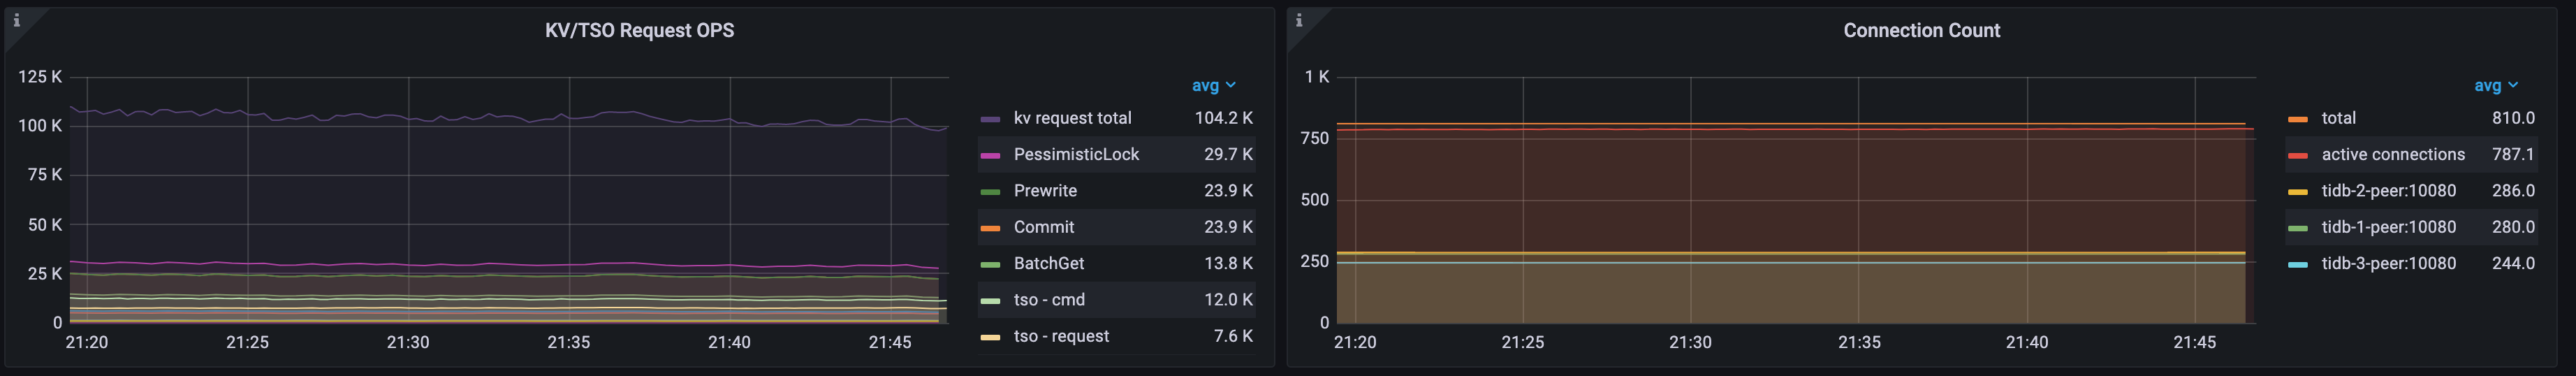 KV/TSO Request OPS
125 K
100 K
75 K
50 K
25 K
0
21:20 21:25 21:30 21:35 21:40 21:45
avg
kv request total 104.2 K
PessimisticLock 29.7 K
Prewrite 23.9 K
Commit 23.9 K
BatchGet 13.8 K
tso - cmd 12.0 K
tso - request 7.6 K
Connection Count
1 K
750
500
250
0
21:20 21:25 21:30 21:35 21:40 21:45
avg
total 810.0
active connections 787.1
tidb-2-peer:10080 286.0
tidb-1-peer:10080 280.0
tidb-3-peer:10080 244.0